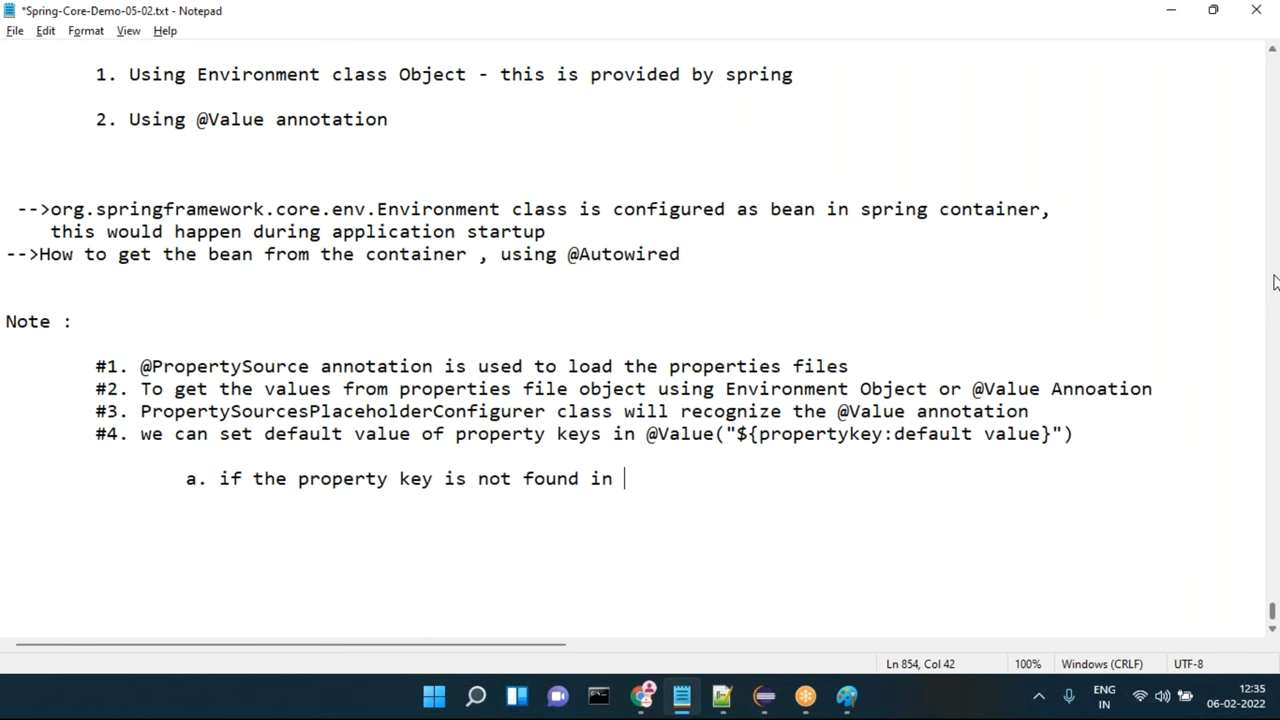 *Spring-Core-Demo-05-02.txt - Notepad
File Edit Format View Help
1. Using Environment class Object - this is provided by spring
2. Using @Value annotation
-->org.springframework.core.env.Environment class is configured as bean in spring container,
this would happen during application startup
-->How to get the bean from the container , using @Autowired
Note :
#1. @PropertySource annotation is used to load the properties files
#2. To get the values from properties file object using Environment Object or @Value Annoation
#3. PropertySourcesPlaceholderConfigurer class will recognize the @Value annotation
#4. we can set default value of property keys in @Value("${propertykey:default value}")
a. if the property key is not found in
Ln 854, Col 42 100% Windows (CRLF) UTF-8
ENG 12:35
IN 06-02-2022